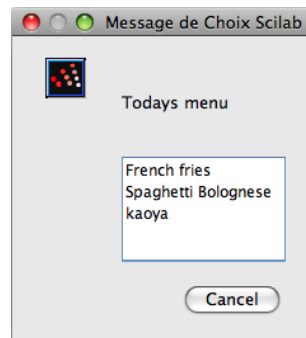 Message de Choix Scilab
Todays menu
French fries
Spaghetti Bolognese
kaoya
Cancel